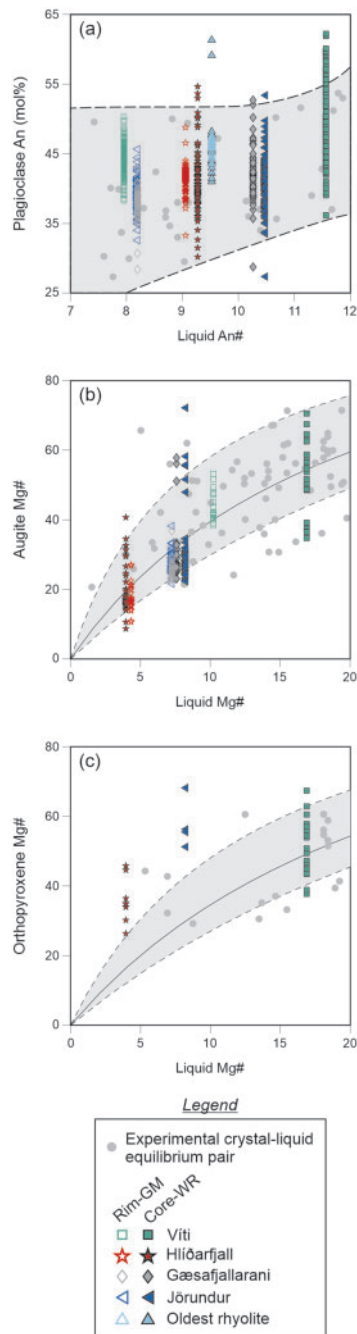 (a)
Plagioclase An (mol%)
65
55
45
35
25
7 8 9 10 11 12
Liquid An#
(b)
Augite Mg#
80
60
40
20
0
0 5 10 15 20
Liquid Mg#
(c)
Orthopyroxene Mg#
80
60
40
20
0
0 5 10 15 20
Liquid Mg#
Legend
Experimental crystal-liquid
equilibrium pair
Rim-GM
Core-WR
Víti
Hlíðarfjall
Gæsafjallarani
Jörundur
Oldest rhyolite